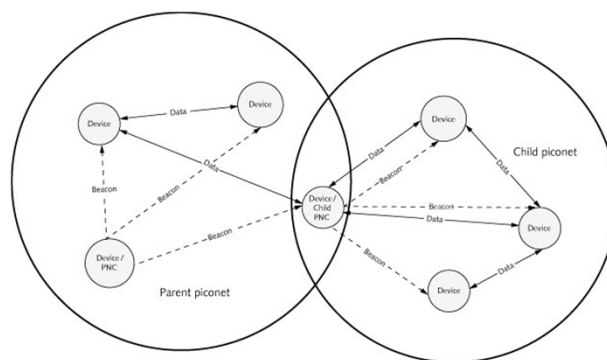 Device
Data
Device
Device
Data
Child piconet
Data
Data
Beacon
Beacon
Beacon
Device/
Child
PNC
Beacon
Data
Device
Beacon
Device/
PNC
Beacon
Data
Parent piconet
Device